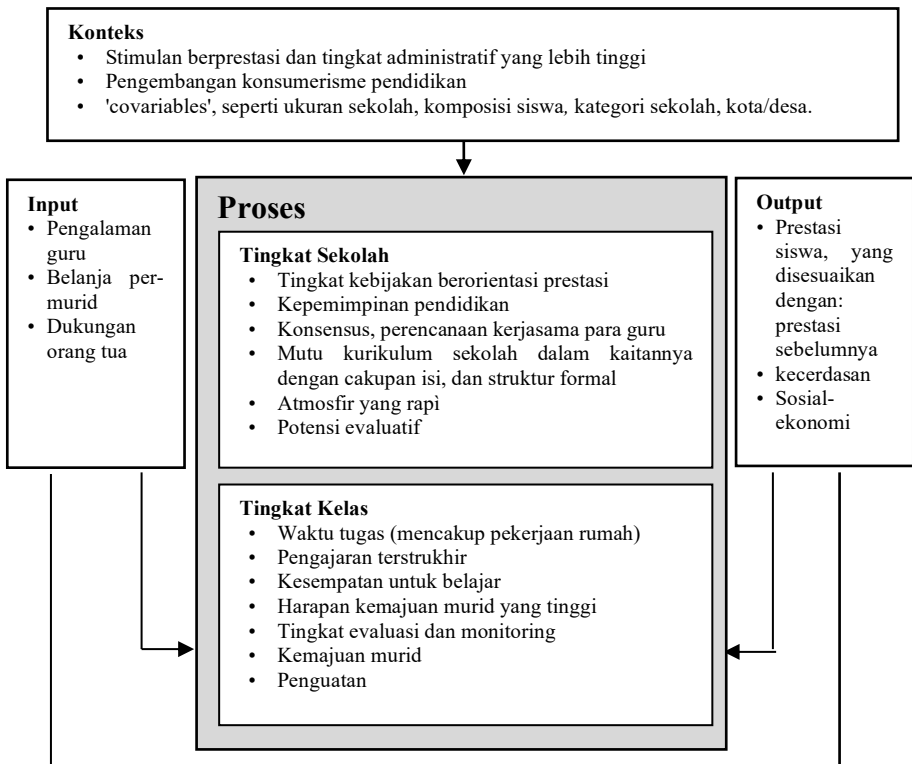 Konteks
• Stimulan berprestasi dan tingkat administratif yang lebih tinggi
• Pengembangan konsumerisme pendidikan
• 'covariables', seperti ukuran sekolah, komposisi siswa, kategori sekolah, kota/desa.
Input
• Pengalaman
guru
• Belanja per-
murid
• Dukungan
orang tua
Proses
Tingkat Sekolah
• Tingkat kebijakan berorientasi prestasi
• Kepemimpinan pendidikan
• Konsensus, perencanaan kerjasama para guru
• Mutu kurikulum sekolah dalam kaitannya
dengan cakupan isi, dan struktur formal
• Atmosfir yang rapì
• Potensi evaluatif
Tingkat Kelas
• Waktu tugas (mencakup pekerjaan rumah)
• Pengajaran terstrukhir
• Kesempatan untuk belajar
• Harapan kemajuan murid yang tinggi
• Tingkat evaluasi dan monitoring
• Kemajuan murid
• Penguatan
Output
• Prestasi
siswa, yang
disesuaikan
dengan:
prestasi
sebelumnya
• kecerdasan
• Sosial-
ekonomi